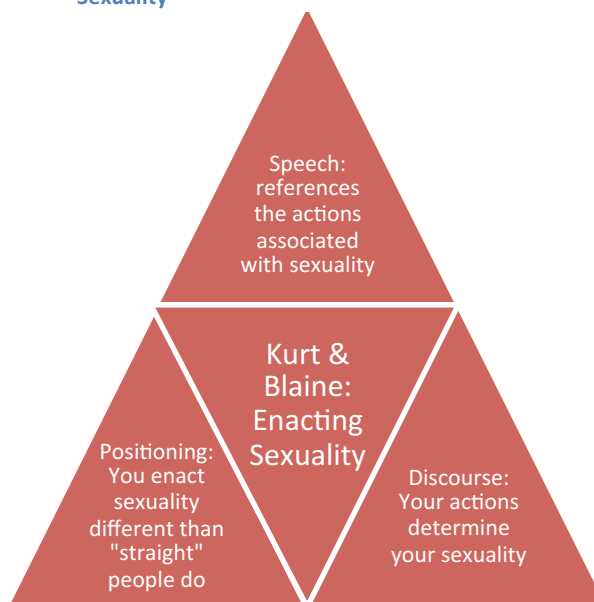 Sexuality
Speech:
references
the actions
associated
with sexuality
Kurt &
Blaine:
Enacting
Sexuality
Positioning:
You enact
sexuality
different than
"straight"
people do
Discourse:
Your actions
determine
your sexuality